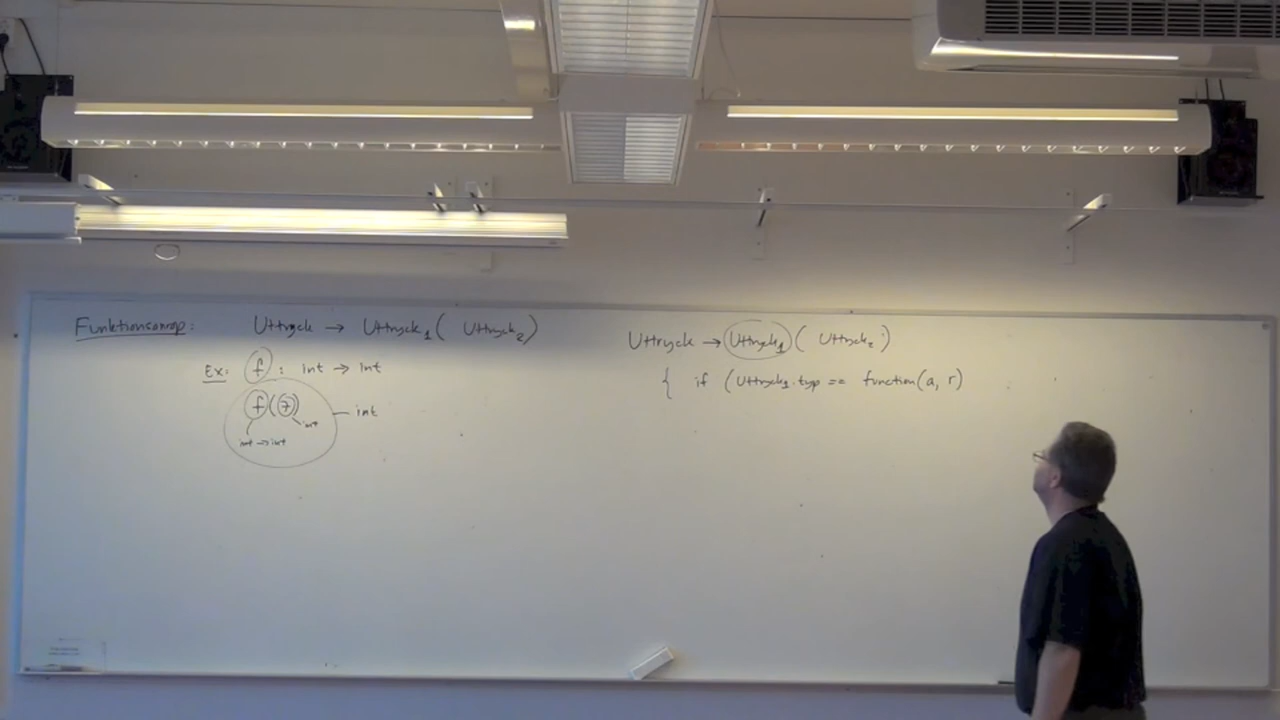 Funktionsanrop: Uttryck → Uttryck₁ ( Uttryck₂ )
Ex: f : int → int
f(7) — int
int
int → int
Uttryck → Uttryck₁ ( Uttryck₂ )
{ if (Uttryck₁.typ == function(a, r)